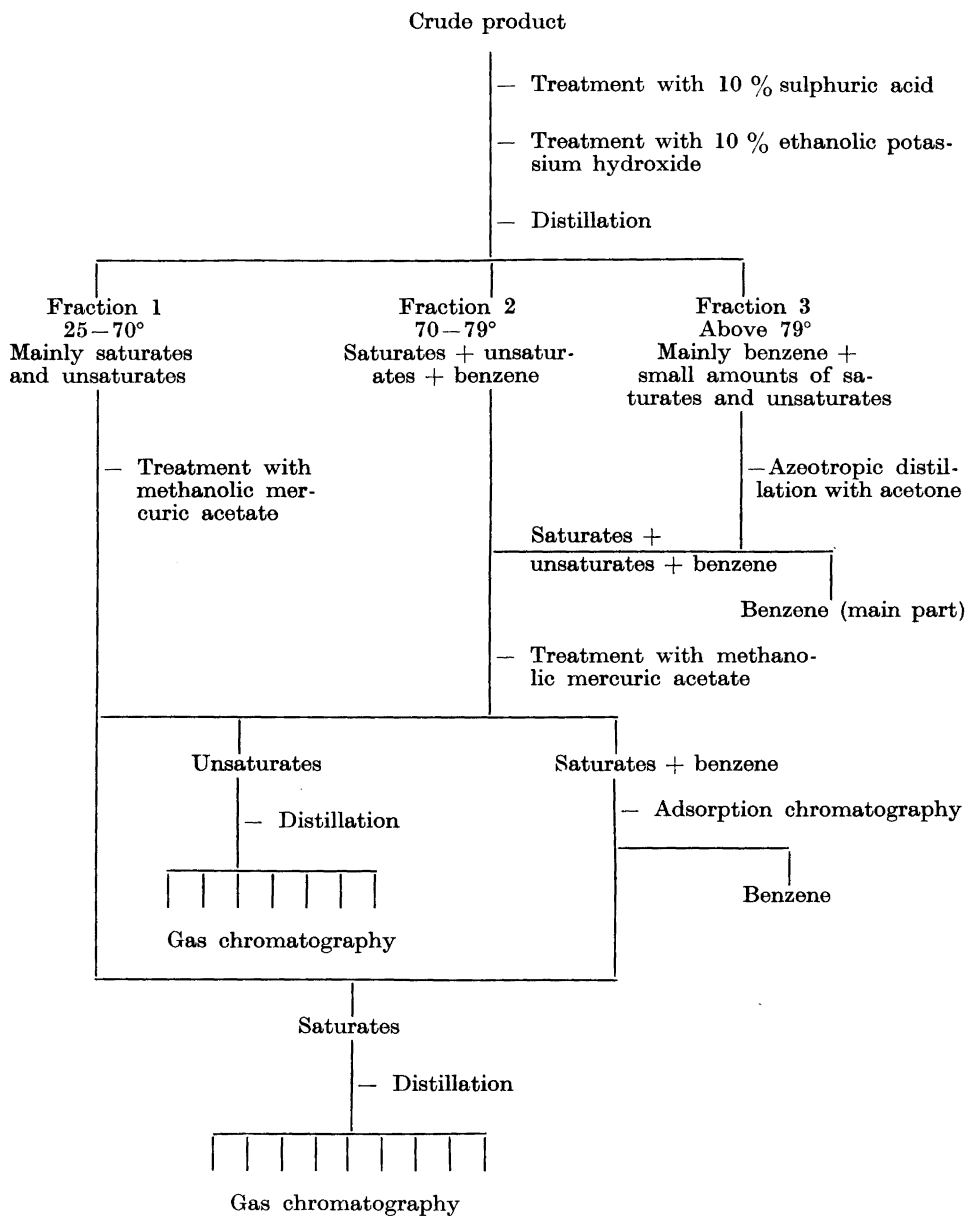 Crude product
— Treatment with 10 % sulphuric acid
— Treatment with 10 % ethanolic potas-
sium hydroxide
— Distillation
Fraction 1
25—70°
Mainly saturates
and unsaturates
Fraction 2
70—79°
Saturates + unsatur-
ates + benzene
Fraction 3
Above 79°
Mainly benzene +
small amounts of sa-
turates and unsaturates
— Treatment with
methanolic mer-
curic acetate
—Azeotropic distil-
lation with acetone
Saturates +
unsaturates + benzene
Benzene (main part)
— Treatment with methano-
lic mercuric acetate
Unsaturates
Saturates + benzene
— Distillation
— Adsorption chromatography
Benzene
Gas chromatography
Saturates
— Distillation
Gas chromatography